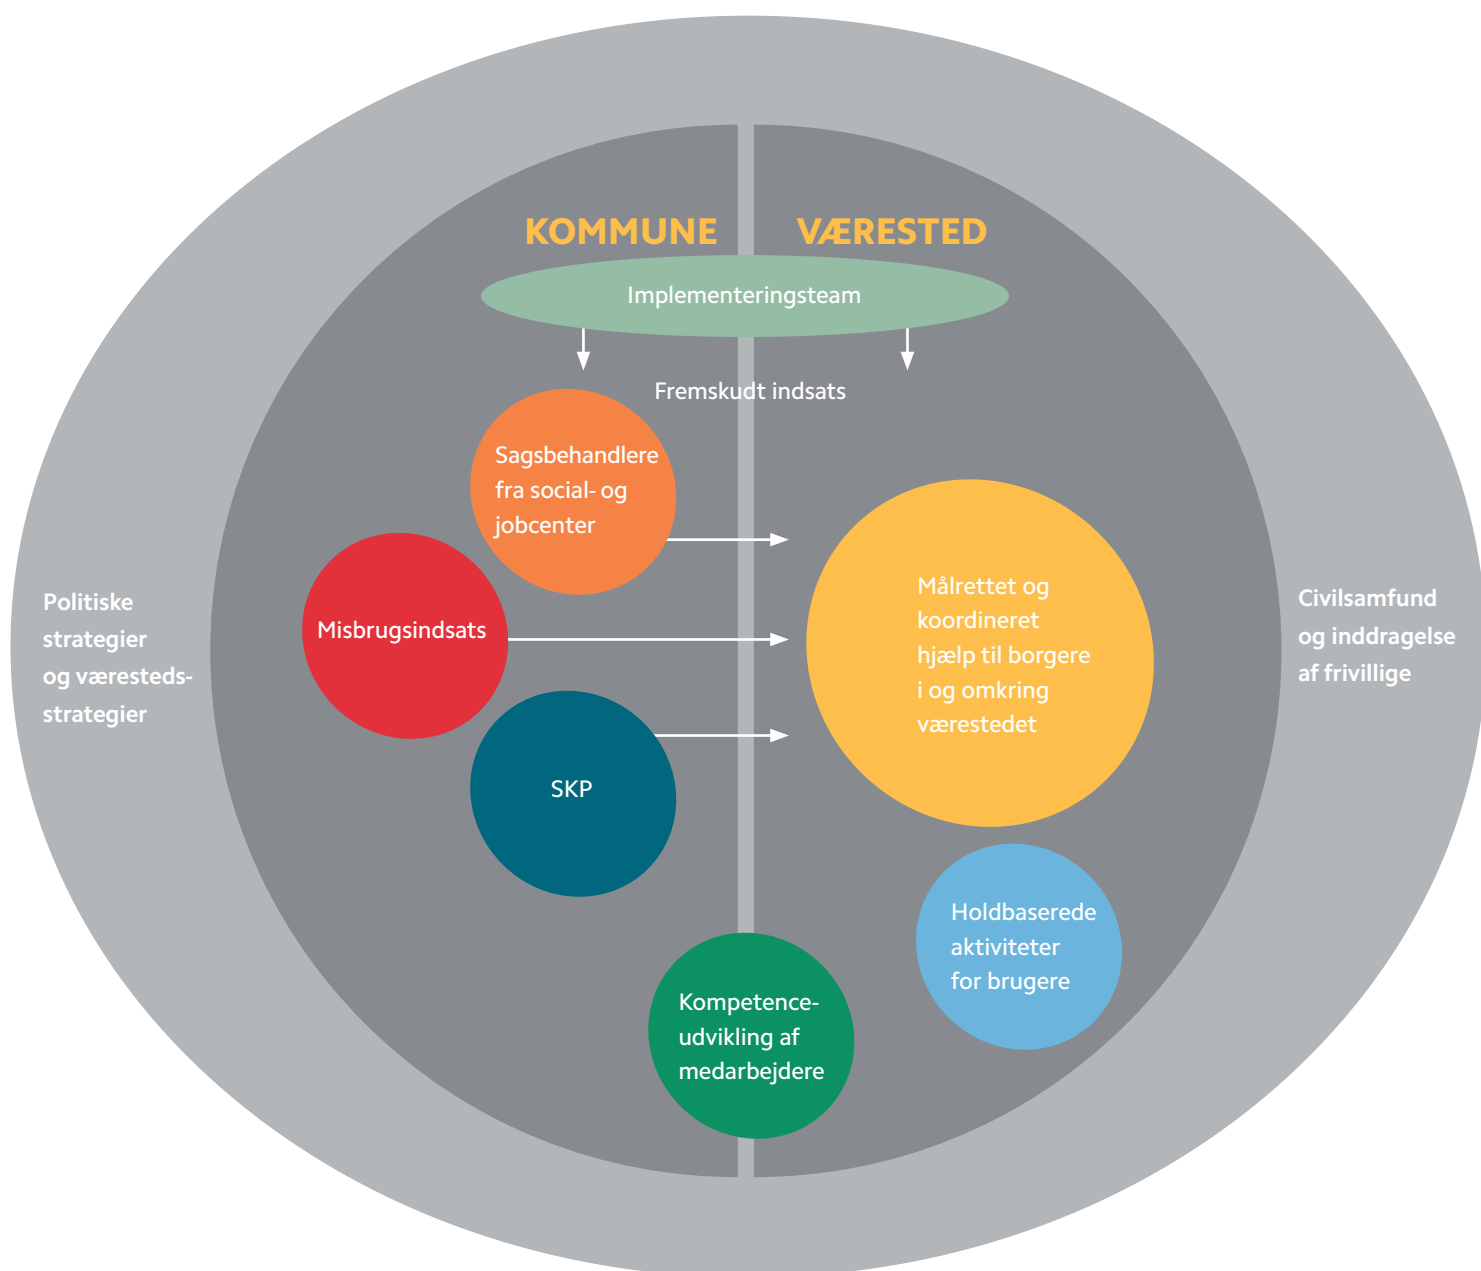 KOMMUNE
VÆRESTED
Implementeringsteam
Fremskudt indsats
Sagsbehandlere
fra social- og
jobcenter
Misbrugsindsats
SKP
Målrettet og
koordineret
hjælp til borgere
i og omkring
værestedet
Holdbaserede
aktiviteter
for brugere
Kompetence-
udvikling af
medarbejdere
Politiske
strategier
og væresteds-
strategier
Civilsamfund
og inddragelse
af frivillige